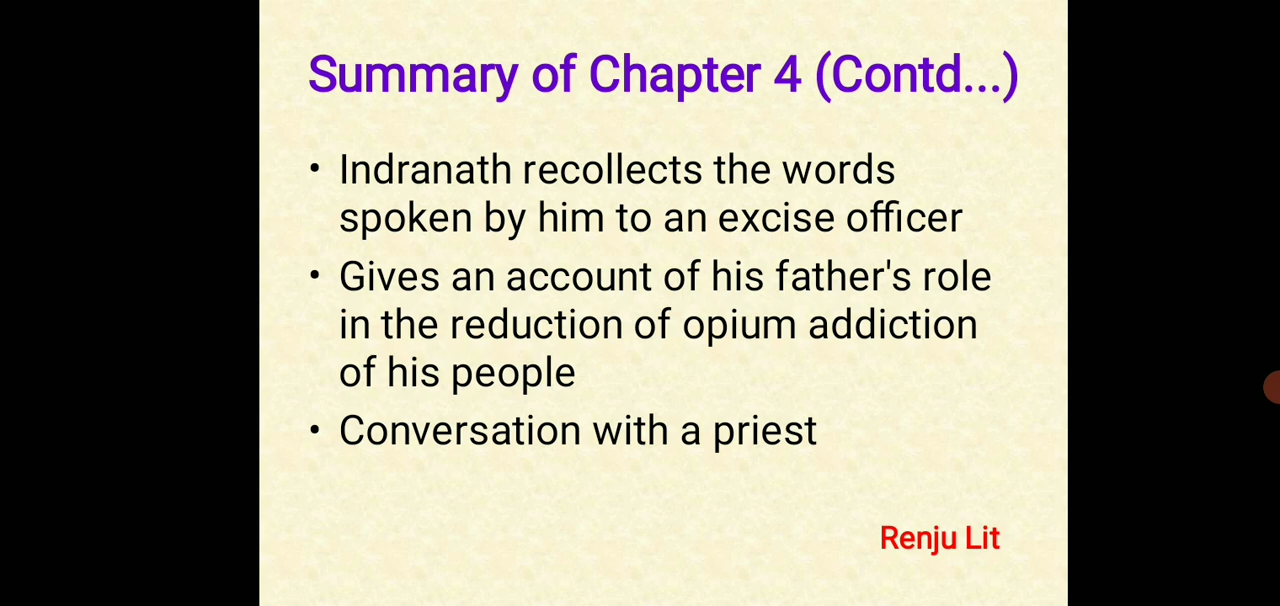 Summary of Chapter 4 (Contd...)
• Indranath recollects the words
spoken by him to an excise officer
• Gives an account of his father's role
in the reduction of opium addiction
of his people
• Conversation with a priest
Renju Lit